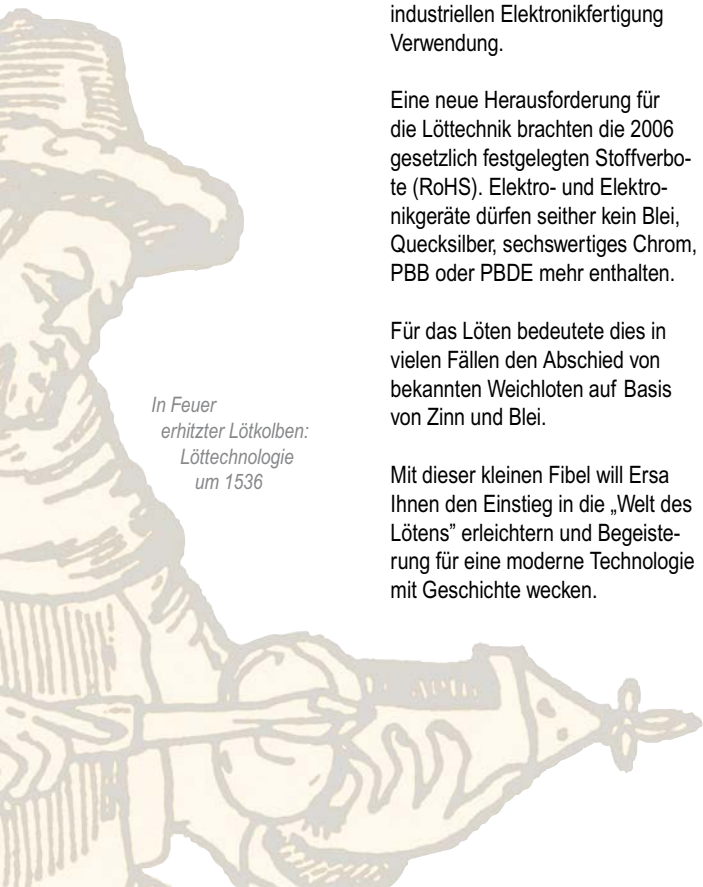 industriellen Elektronikfertigung
Verwendung.
Eine neue Herausforderung für
die Löttechnik brachten die 2006
gesetzlich festgelegten Stoffverbo-
te (RoHS). Elektro- und Elektro-
nikgeräte dürfen seither kein Blei,
Quecksilber, sechswertiges Chrom,
PBB oder PBDE mehr enthalten.
Für das Löten bedeutete dies in
vielen Fällen den Abschied von
bekannten Weichloten auf Basis
von Zinn und Blei.
In Feuer
erhitzter Lötkolben:
Löttechnologie
um 1536
Mit dieser kleinen Fibel will Ersa
Ihnen den Einstieg in die „Welt des
Lötens” erleichtern und Begeiste-
rung für eine moderne Technologie
mit Geschichte wecken.